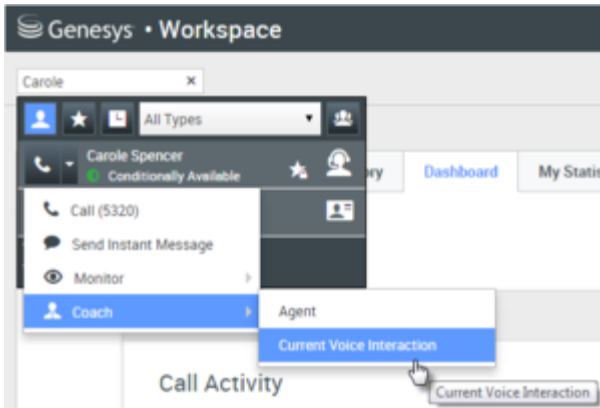 Genesys · Workspace
Carole ×
All Types
Carole Spencer
Conditionally Available
ory Dashboard My Statis
Call (5320)
Send Instant Message
Monitor
Coach
Agent
Current Voice Interaction
Current Voice Interaction
Call Activity